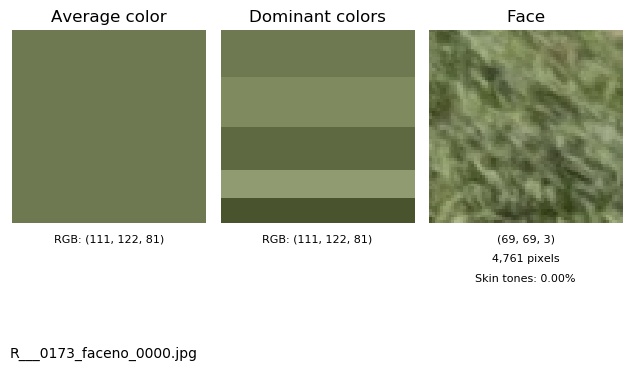 Average color
Dominant colors
Face
RGB: (111, 122, 81)
RGB: (111, 122, 81)
(69, 69, 3)
4,761 pixels
Skin tones: 0.00%
R___0173_faceno_0000.jpg